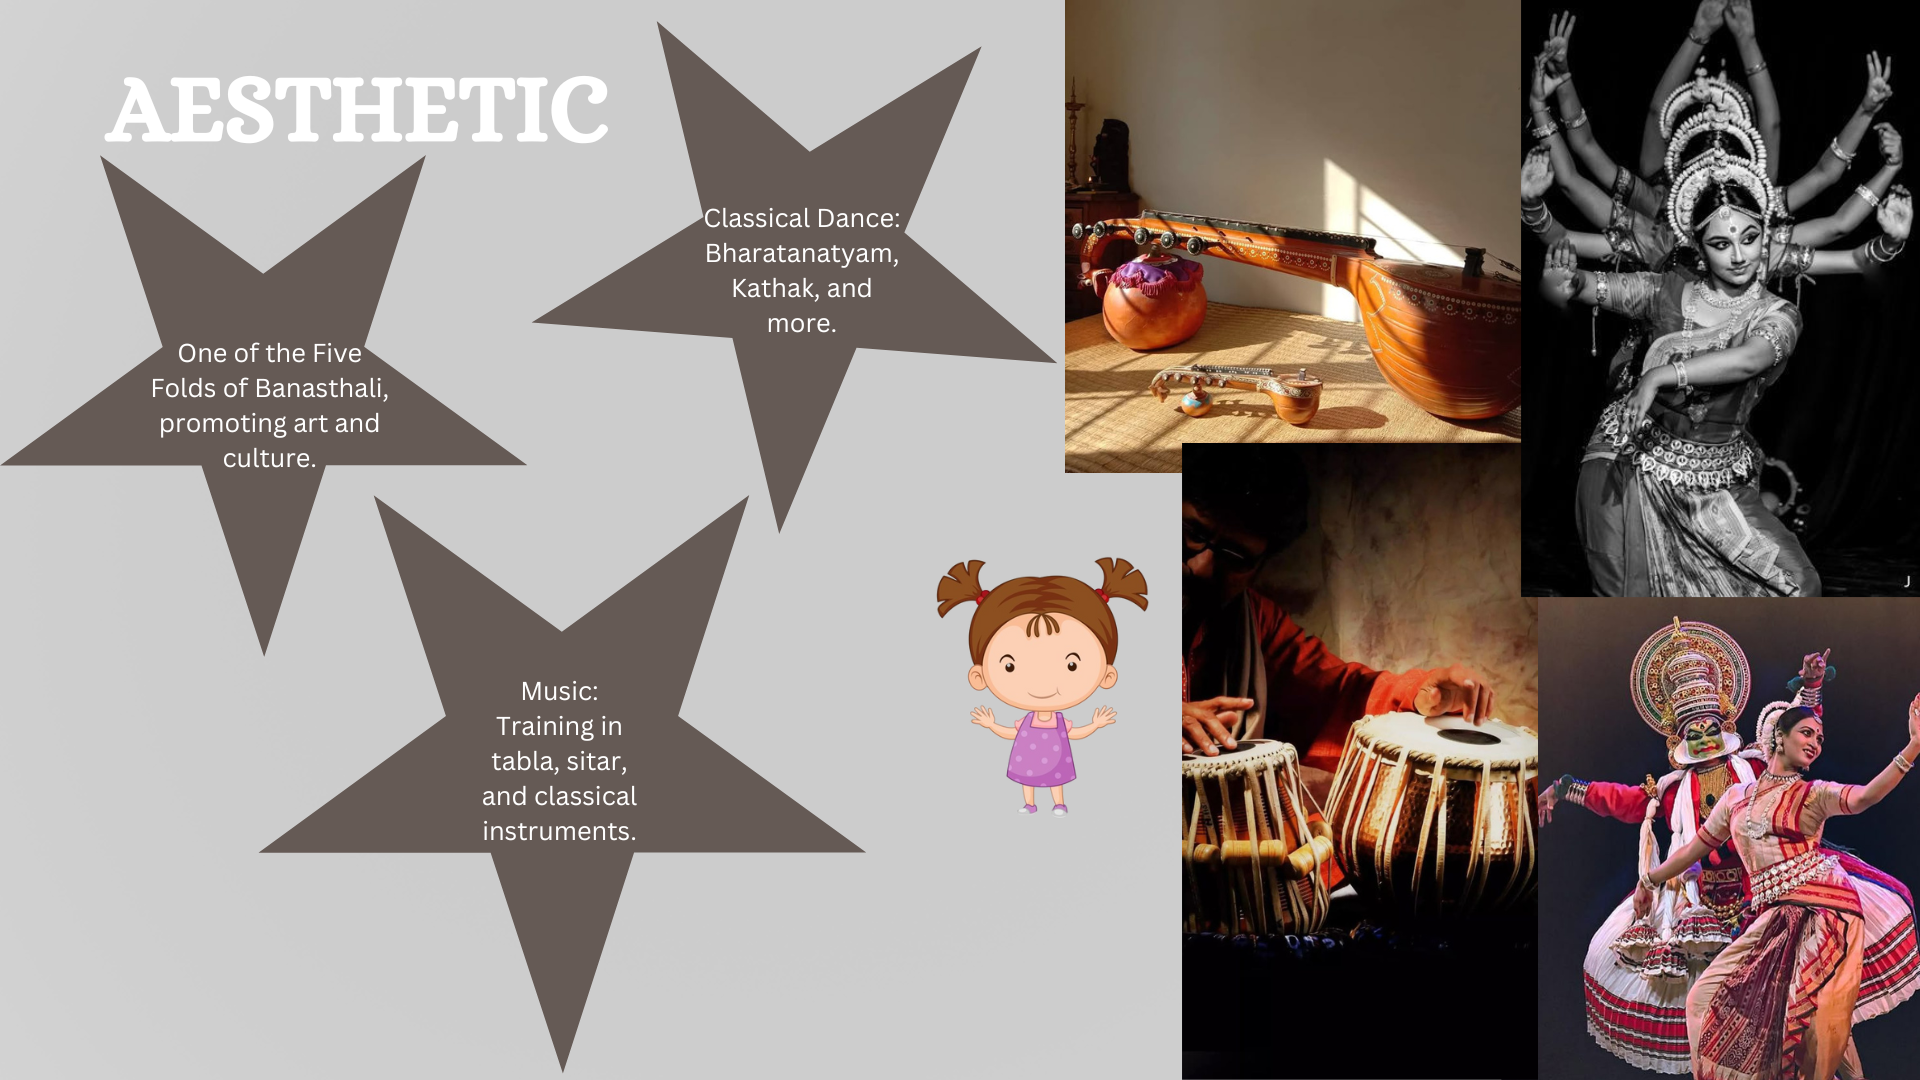 AESTHETIC
One of the Five
Folds of Banasthali,
promoting art and
culture.
Classical Dance:
Bharatanatyam,
Kathak, and
more.
Music:
Training in
tabla, sitar,
and classical
instruments.
J